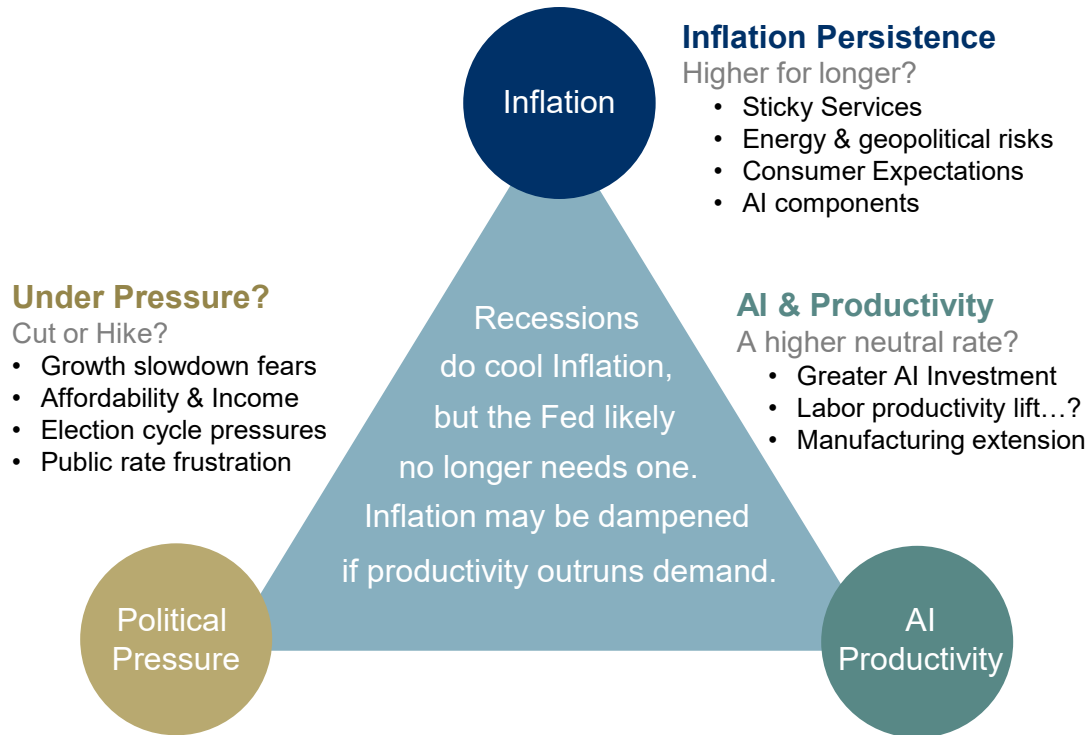 Inflation
Inflation Persistence
Higher for longer?
• Sticky Services
• Energy & geopolitical risks
• Consumer Expectations
• AI components
Under Pressure?
Cut or Hike?
• Growth slowdown fears
• Affordability & Income
• Election cycle pressures
• Public rate frustration
Recessions
do cool Inflation,
but the Fed likely
no longer needs one.
Inflation may be dampened
if productivity outruns demand.
AI & Productivity
A higher neutral rate?
• Greater AI Investment
• Labor productivity lift…?
• Manufacturing extension
Political
Pressure
AI
Productivity